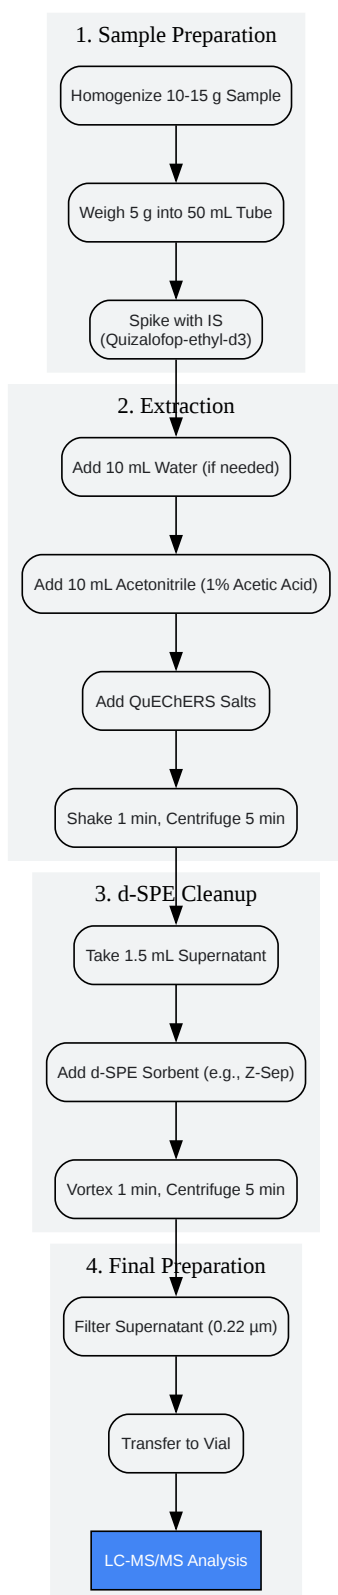 1. Sample Preparation
Homogenize 10-15 g Sample
Weigh 5 g into 50 mL Tube
Spike with IS
(Quizalofop-ethyl-d3)
2. Extraction
Add 10 mL Water (if needed)
Add 10 mL Acetonitrile (1% Acetic Acid)
Add QuEChERS Salts
Shake 1 min, Centrifuge 5 min
3. d-SPE Cleanup
Take 1.5 mL Supernatant
Add d-SPE Sorbent (e.g., Z-Sep)
Vortex 1 min, Centrifuge 5 min
4. Final Preparation
Filter Supernatant (0.22 µm)
Transfer to Vial
LC-MS/MS Analysis